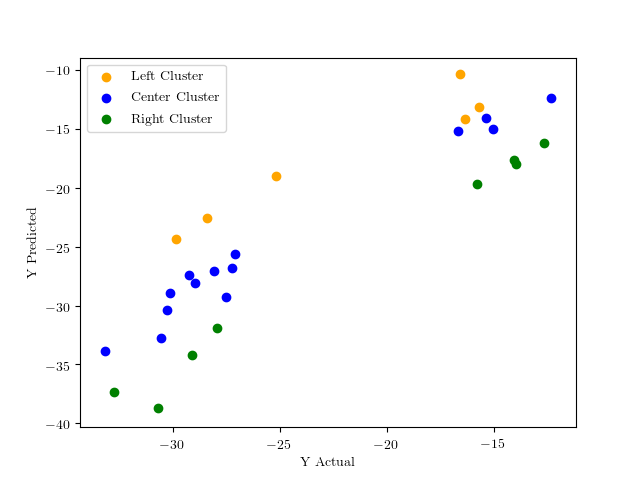 Left Cluster
Center Cluster
Right Cluster
−10
−15
−20
−25
−30
−35
−40
Y Predicted
−30
−25
−20
−15
Y Actual